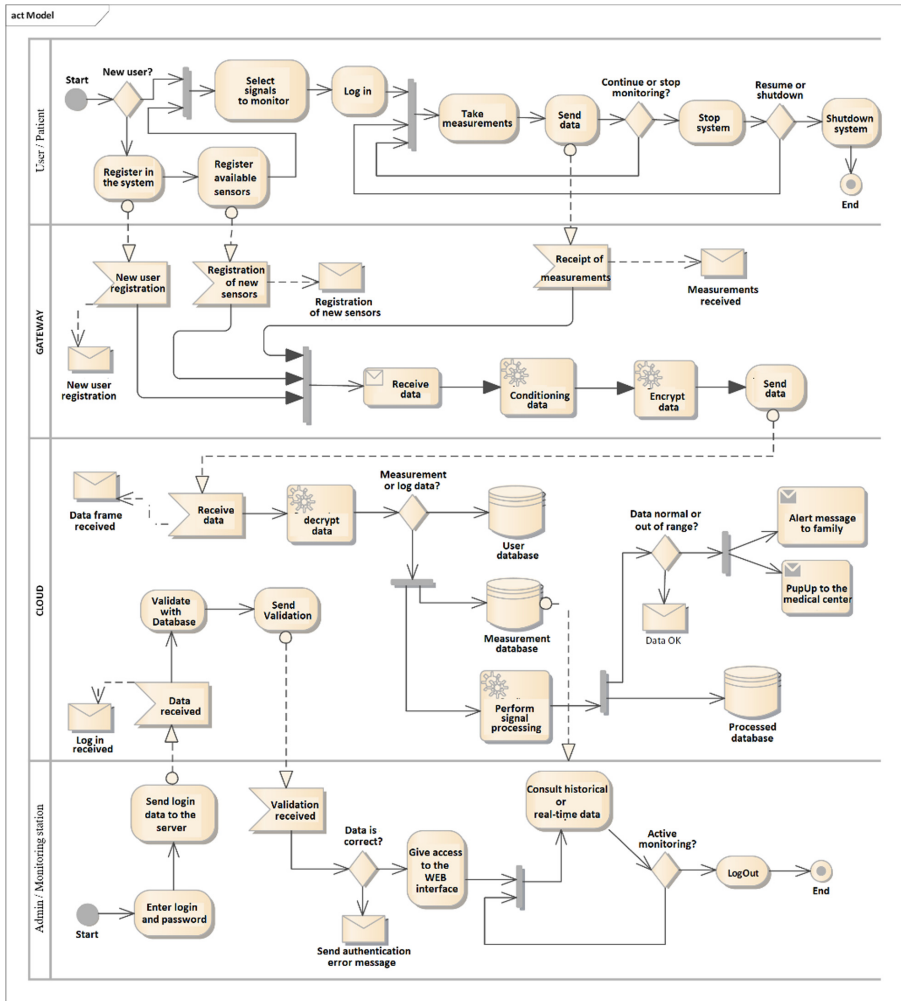 act Model
User / Patient
Start
New user?
Select
signals
to monitor
Log in
Take
measurements
Send
data
Continue or stop
monitoring?
Stop
system
Resume or
shutdown
Shutdown
system
End
Register in
the system
Register
available
sensors
GATEWAY
New user
registration
Registration
of new
sensors
Registration
of new sensors
Receipt of
measurements
Measurements
received
New user
registration
Receive
data
Conditioning
data
Encrypt
data
Send
data
CLOUD
Data frame
received
Receive
data
decrypt
data
Measurement
or log data?
User
database
Data normal or
out of range?
Alert message
to family
PupUp to the
medical center
Data OK
Validate
with
Database
Send
Validation
Measurement
database
Data
received
Log in
received
Perform
signal
processing
Processed
database
Admin / Monitoring station
Send login
data to the
server
Validation
received
Data is
correct?
Give access
to the
WEB
interface
Consult historical
or
real-time data
Active
monitoring?
LogOut
End
Start
Enter login
and password
Send authentication
error message